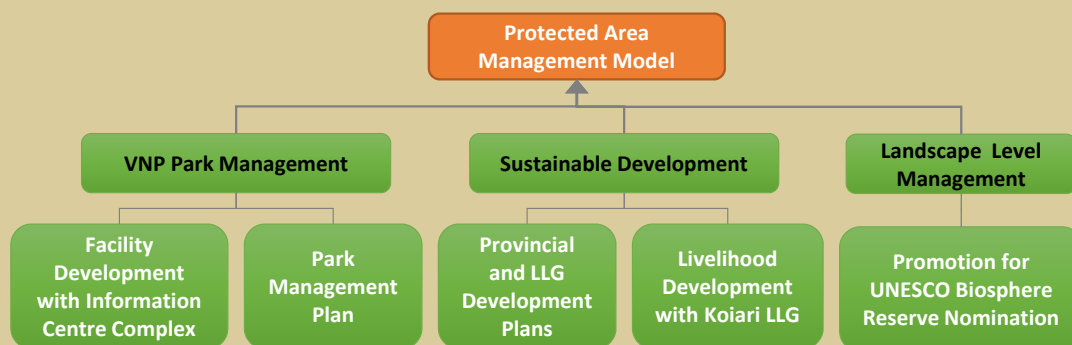 Protected Area
Management Model
VNP Park Management
Sustainable Development
Landscape Level
Management
Facility
Development
with Information
Centre Complex
Park
Management
Plan
Provincial
and LLG
Development
Plans
Livelihood
Development
with Koiari LLG
Promotion for
UNESCO Biosphere
Reserve Nomination